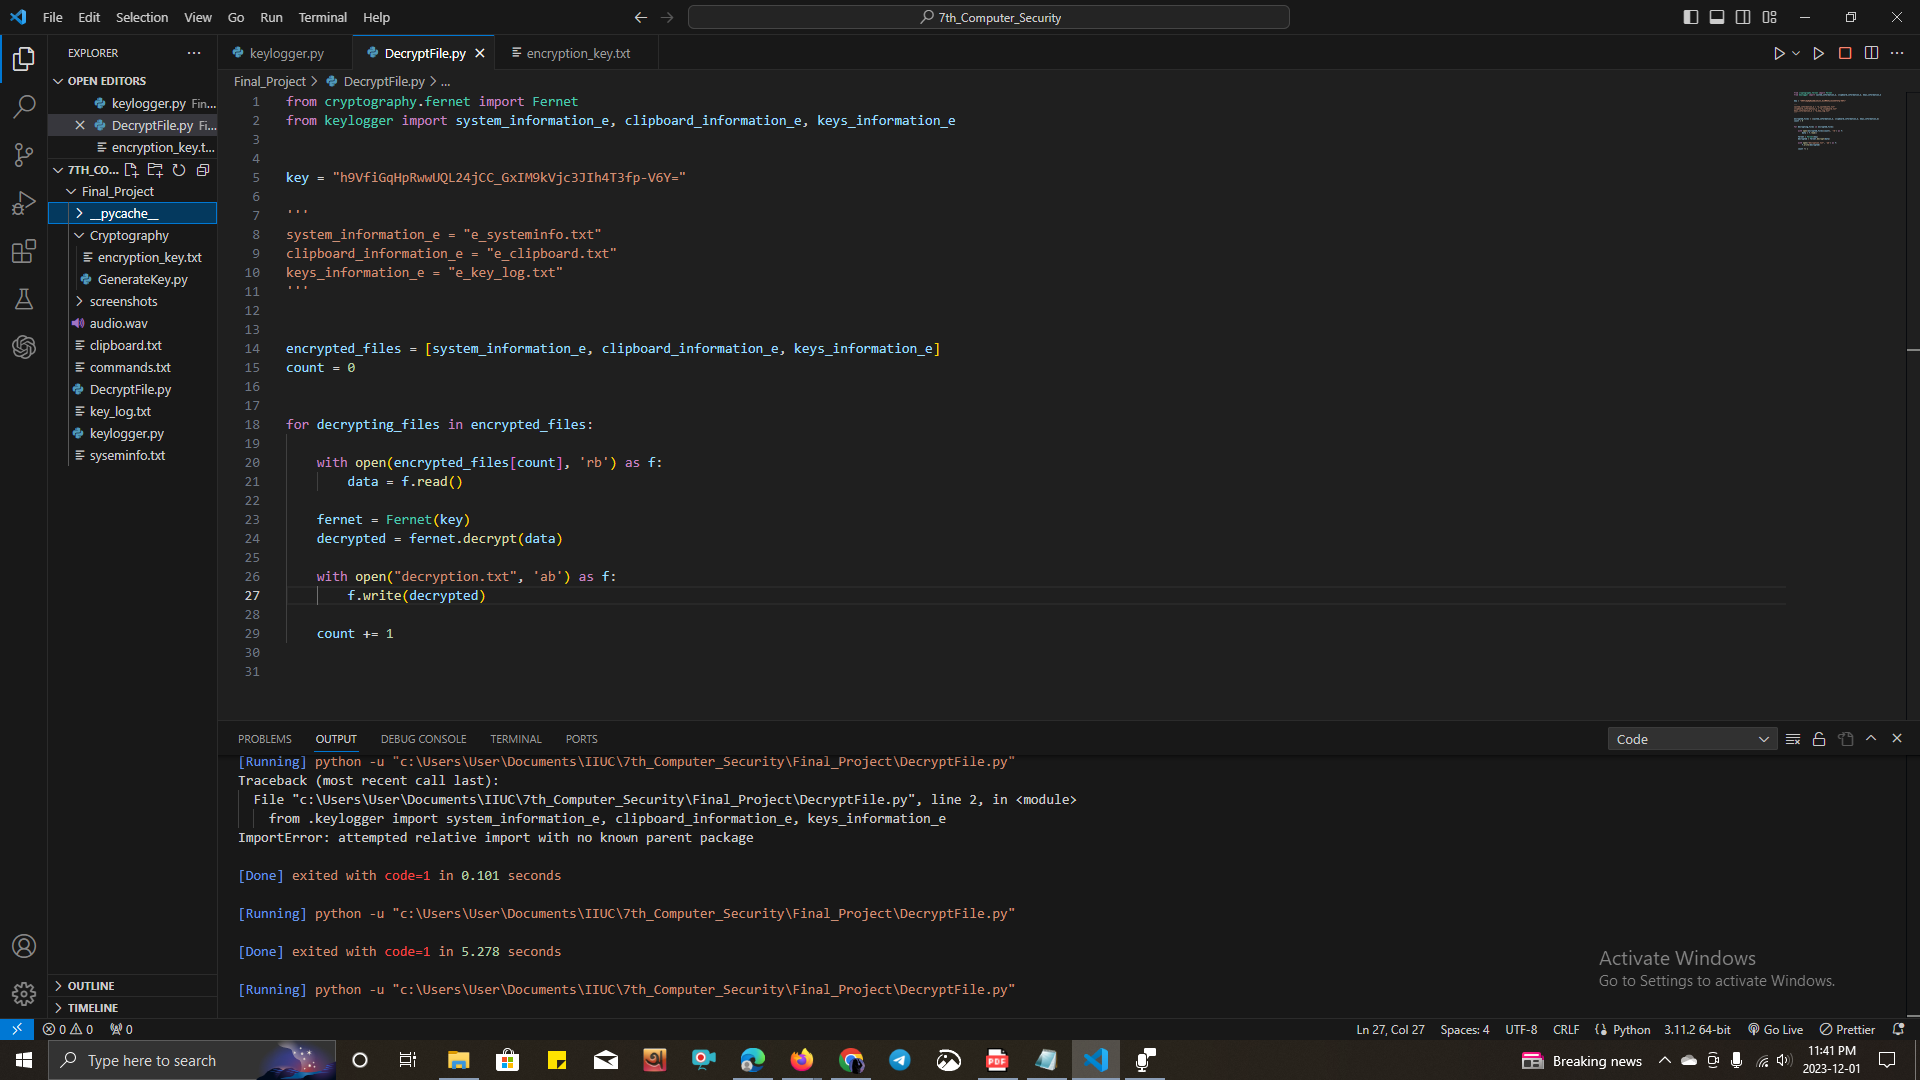 File Edit Selection View Go Run Terminal Help
7th_Computer_Security
EXPLORER
OPEN EDITORS
keylogger.py Fin...
DecryptFile.py Fi...
encryption_key.t...
7TH_CO...
Final_Project
__pycache__
Cryptography
encryption_key.txt
GenerateKey.py
screenshots
audio.wav
clipboard.txt
commands.txt
DecryptFile.py
key_log.txt
keylogger.py
syseminfo.txt
OUTLINE
TIMELINE
keylogger.py DecryptFile.py encryption_key.txt
Final_Project > DecryptFile.py > ...
1 from cryptography.fernet import Fernet
2 from keylogger import system_information_e, clipboard_information_e, keys_information_e
3
4
5 key = "h9VfiGqHpRwwUQL24jCC_GxIM9kVjc3JIh4T3fp-V6Y="
6
7 '''
8 system_information_e = "e_systeminfo.txt"
9 clipboard_information_e = "e_clipboard.txt"
10 keys_information_e = "e_key_log.txt"
11 '''
12
13
14 encrypted_files = [system_information_e, clipboard_information_e, keys_information_e]
15 count = 0
16
17
18 for decrypting_files in encrypted_files:
19
20 with open(encrypted_files[count], 'rb') as f:
21 data = f.read()
22
23 fernet = Fernet(key)
24 decrypted = fernet.decrypt(data)
25
26 with open("decryption.txt", 'ab') as f:
27 f.write(decrypted)
28
29 count += 1
30
31
PROBLEMS OUTPUT DEBUG CONSOLE TERMINAL PORTS
Code
[Running] python -u "c:\Users\User\Documents\IIUC\7th_Computer_Security\Final_Project\DecryptFile.py"
Traceback (most recent call last):
File "c:\Users\User\Documents\IIUC\7th_Computer_Security\Final_Project\DecryptFile.py", line 2, in <module>
from .keylogger import system_information_e, clipboard_information_e, keys_information_e
ImportError: attempted relative import with no known parent package
[Done] exited with code=1 in 0.101 seconds
[Running] python -u "c:\Users\User\Documents\IIUC\7th_Computer_Security\Final_Project\DecryptFile.py"
[Done] exited with code=1 in 5.278 seconds
[Running] python -u "c:\Users\User\Documents\IIUC\7th_Computer_Security\Final_Project\DecryptFile.py"
Activate Windows
Go to Settings to activate Windows.
0 0 0
Ln 27, Col 27 Spaces: 4 UTF-8 CRLF Python 3.11.2 64-bit Go Live Prettier
Type here to search
PDF
Breaking news
11:41 PM
2023-12-01